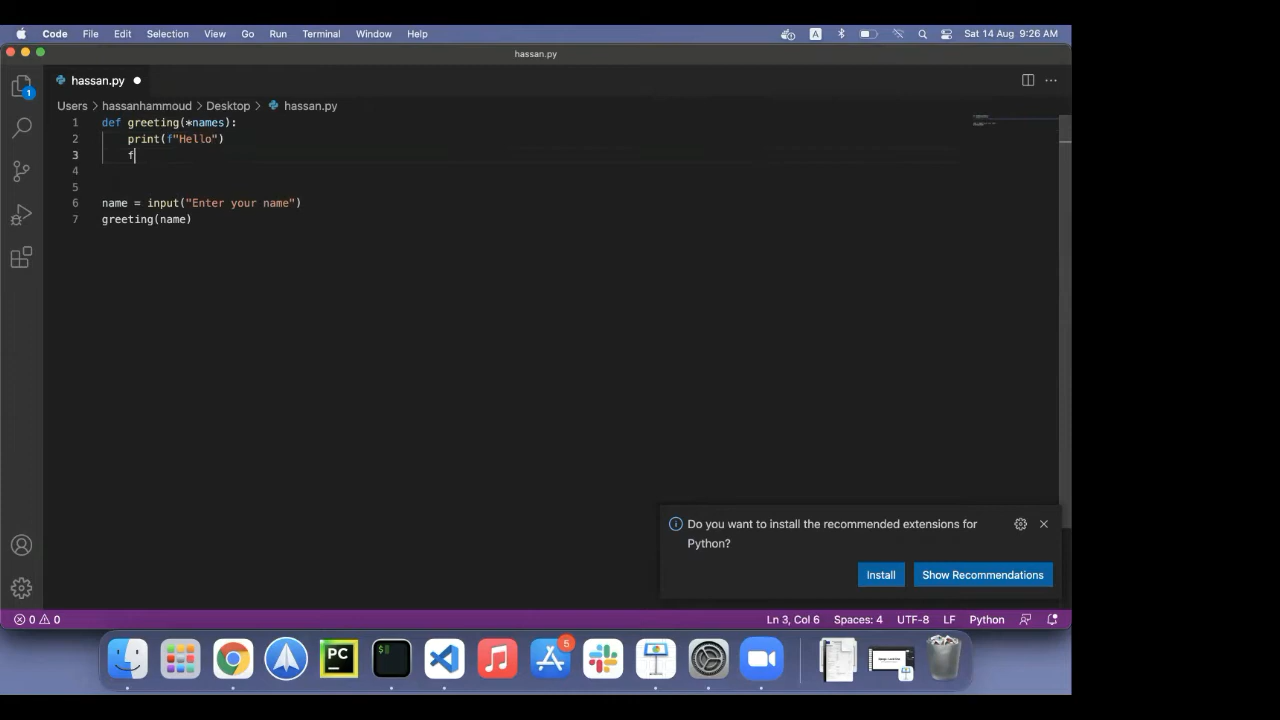 Code File Edit Selection View Go Run Terminal Window Help A Sat 14 Aug 9:26 AM
hassan.py
hassan.py
Users > hassanhammoud > Desktop > hassan.py
1 def greeting(*names):
2 print(f"Hello")
3 f
4
5
6 name = input("Enter your name")
7 greeting(name)
1
Do you want to install the recommended extensions for
Python?
Install Show Recommendations
0 0 Ln 3, Col 6 Spaces: 4 UTF-8 LF Python
PC $ 5